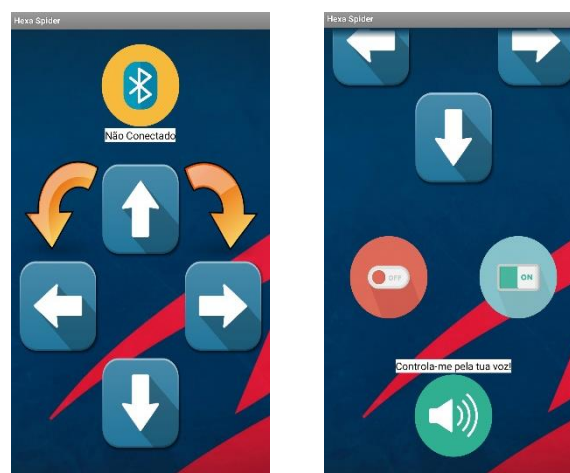 Hexa Spider
Não Conectado
Hexa Spider
OFF
ON
Controla-me pela tua voz!